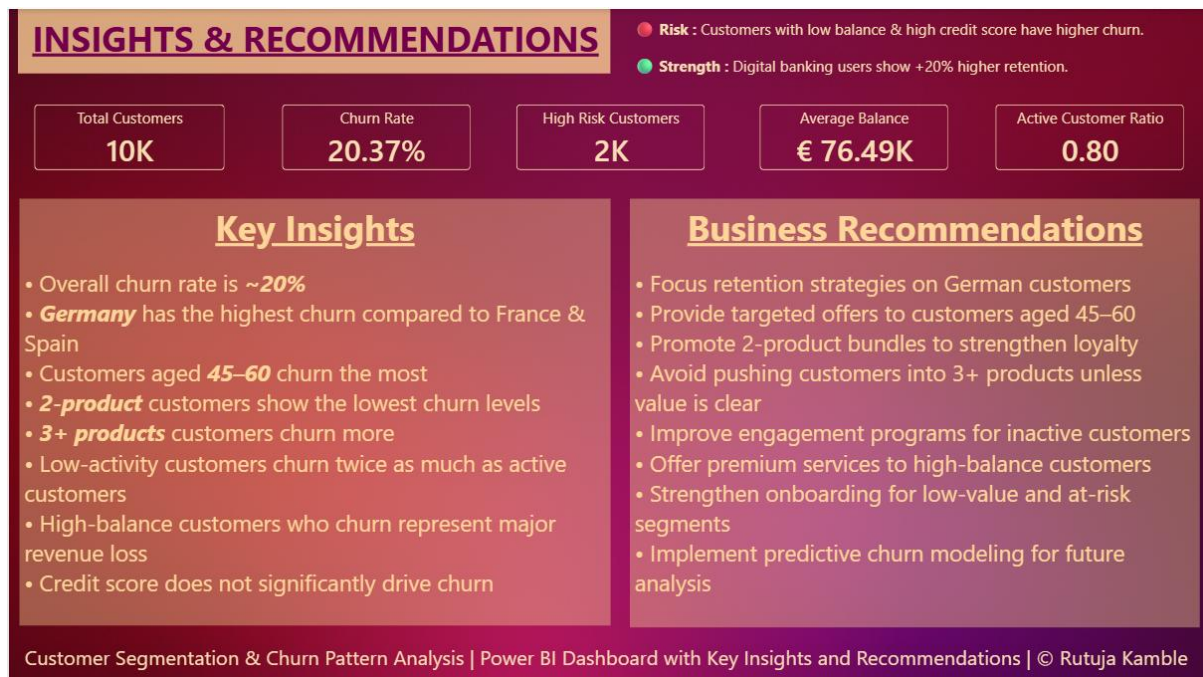 INSIGHTS & RECOMMENDATIONS
Risk : Customers with low balance & high credit score have higher churn.
Strength : Digital banking users show +20% higher retention.
Total Customers
10K
Churn Rate
20.37%
High Risk Customers
2K
Average Balance
€ 76.49K
Active Customer Ratio
0.80
Key Insights
• Overall churn rate is ~20%
• Germany has the highest churn compared to France &
Spain
• Customers aged 45–60 churn the most
• 2-product customers show the lowest churn levels
• 3+ products customers churn more
• Low-activity customers churn twice as much as active
customers
• High-balance customers who churn represent major
revenue loss
• Credit score does not significantly drive churn
Business Recommendations
• Focus retention strategies on German customers
• Provide targeted offers to customers aged 45–60
• Promote 2-product bundles to strengthen loyalty
• Avoid pushing customers into 3+ products unless
value is clear
• Improve engagement programs for inactive customers
• Offer premium services to high-balance customers
• Strengthen onboarding for low-value and at-risk
segments
• Implement predictive churn modeling for future
analysis
Customer Segmentation & Churn Pattern Analysis | Power BI Dashboard with Key Insights and Recommendations | © Rutuja Kamble